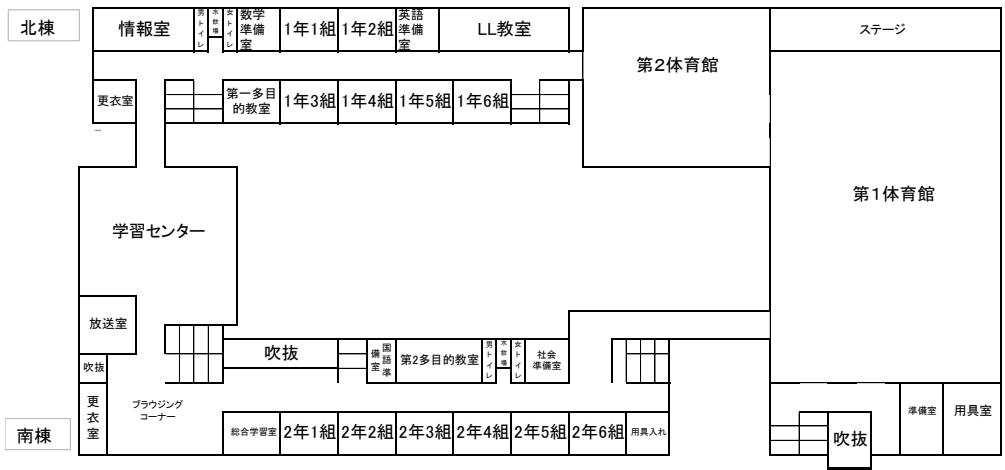 北棟
情報室
男トイレ
水飲場
女トイレ
数学
準備
室
1年1組
1年2組
英語
準備
室
LL教室
第2体育館
ステージ
更衣室
第一多目
的教室
1年3組
1年4組
1年5組
1年6組
第1体育館
学習センター
放送室
吹抜
吹抜
国語準
備室
第2多目的教室
男トイレ
水飲場
女トイレ
社会
準備室
更衣室
ブラウジング
コーナー
南棟
総合学習室
2年1組
2年2組
2年3組
2年4組
2年5組
2年6組
用具入れ
吹抜
準備室
用具室